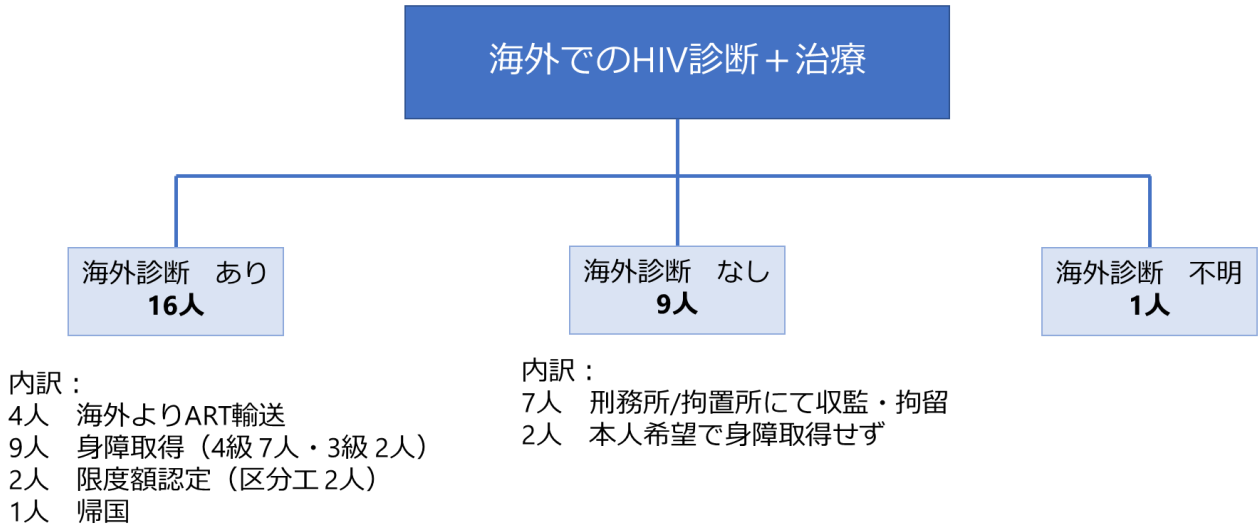 海外でのHIV診断＋治療
海外診断　あり
16人
内訳：
4人　海外よりART輸送
9人　身障取得（4級 7人・3級 2人）
2人　限度額認定（区分エ 2人）
1人　帰国
海外診断　なし
9人
内訳：
7人　刑務所/拘置所にて収監・拘留
2人　本人希望で身障取得せず
海外診断　不明
1人